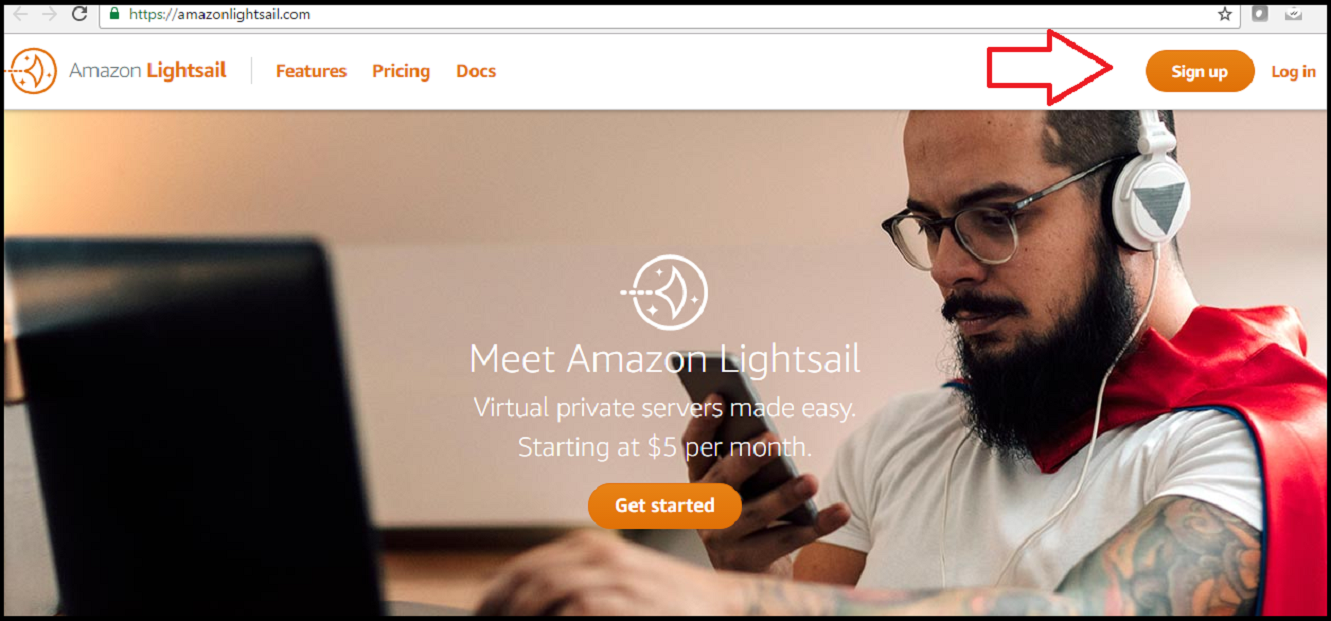 https://amazonlightsail.com
Amazon Lightsail
Features
Pricing
Docs
Sign up
Log in
Meet Amazon Lightsail
Virtual private servers made easy.
Starting at $5 per month.
Get started